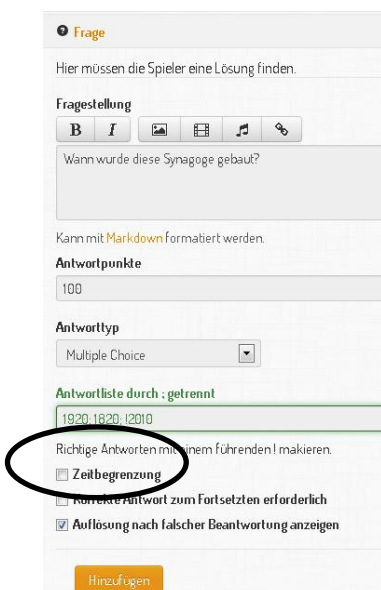 Frage
Hier müssen die Spieler eine Lösung finden.
Fragestellung
B I
Wann wurde diese Synagoge gebaut?
Kann mit Markdown formatiert werden.
Antwortpunkte
100
Antworttyp
Multiple Choice
Antwortliste durch ; getrennt
1920; 1820; !2010
Richtige Antworten mit einem führenden ! makieren.
Zeitbegrenzung
Korrekte Antwort zum Fortsetzten erforderlich
Auflösung nach falscher Beantwortung anzeigen
Hinzufügen